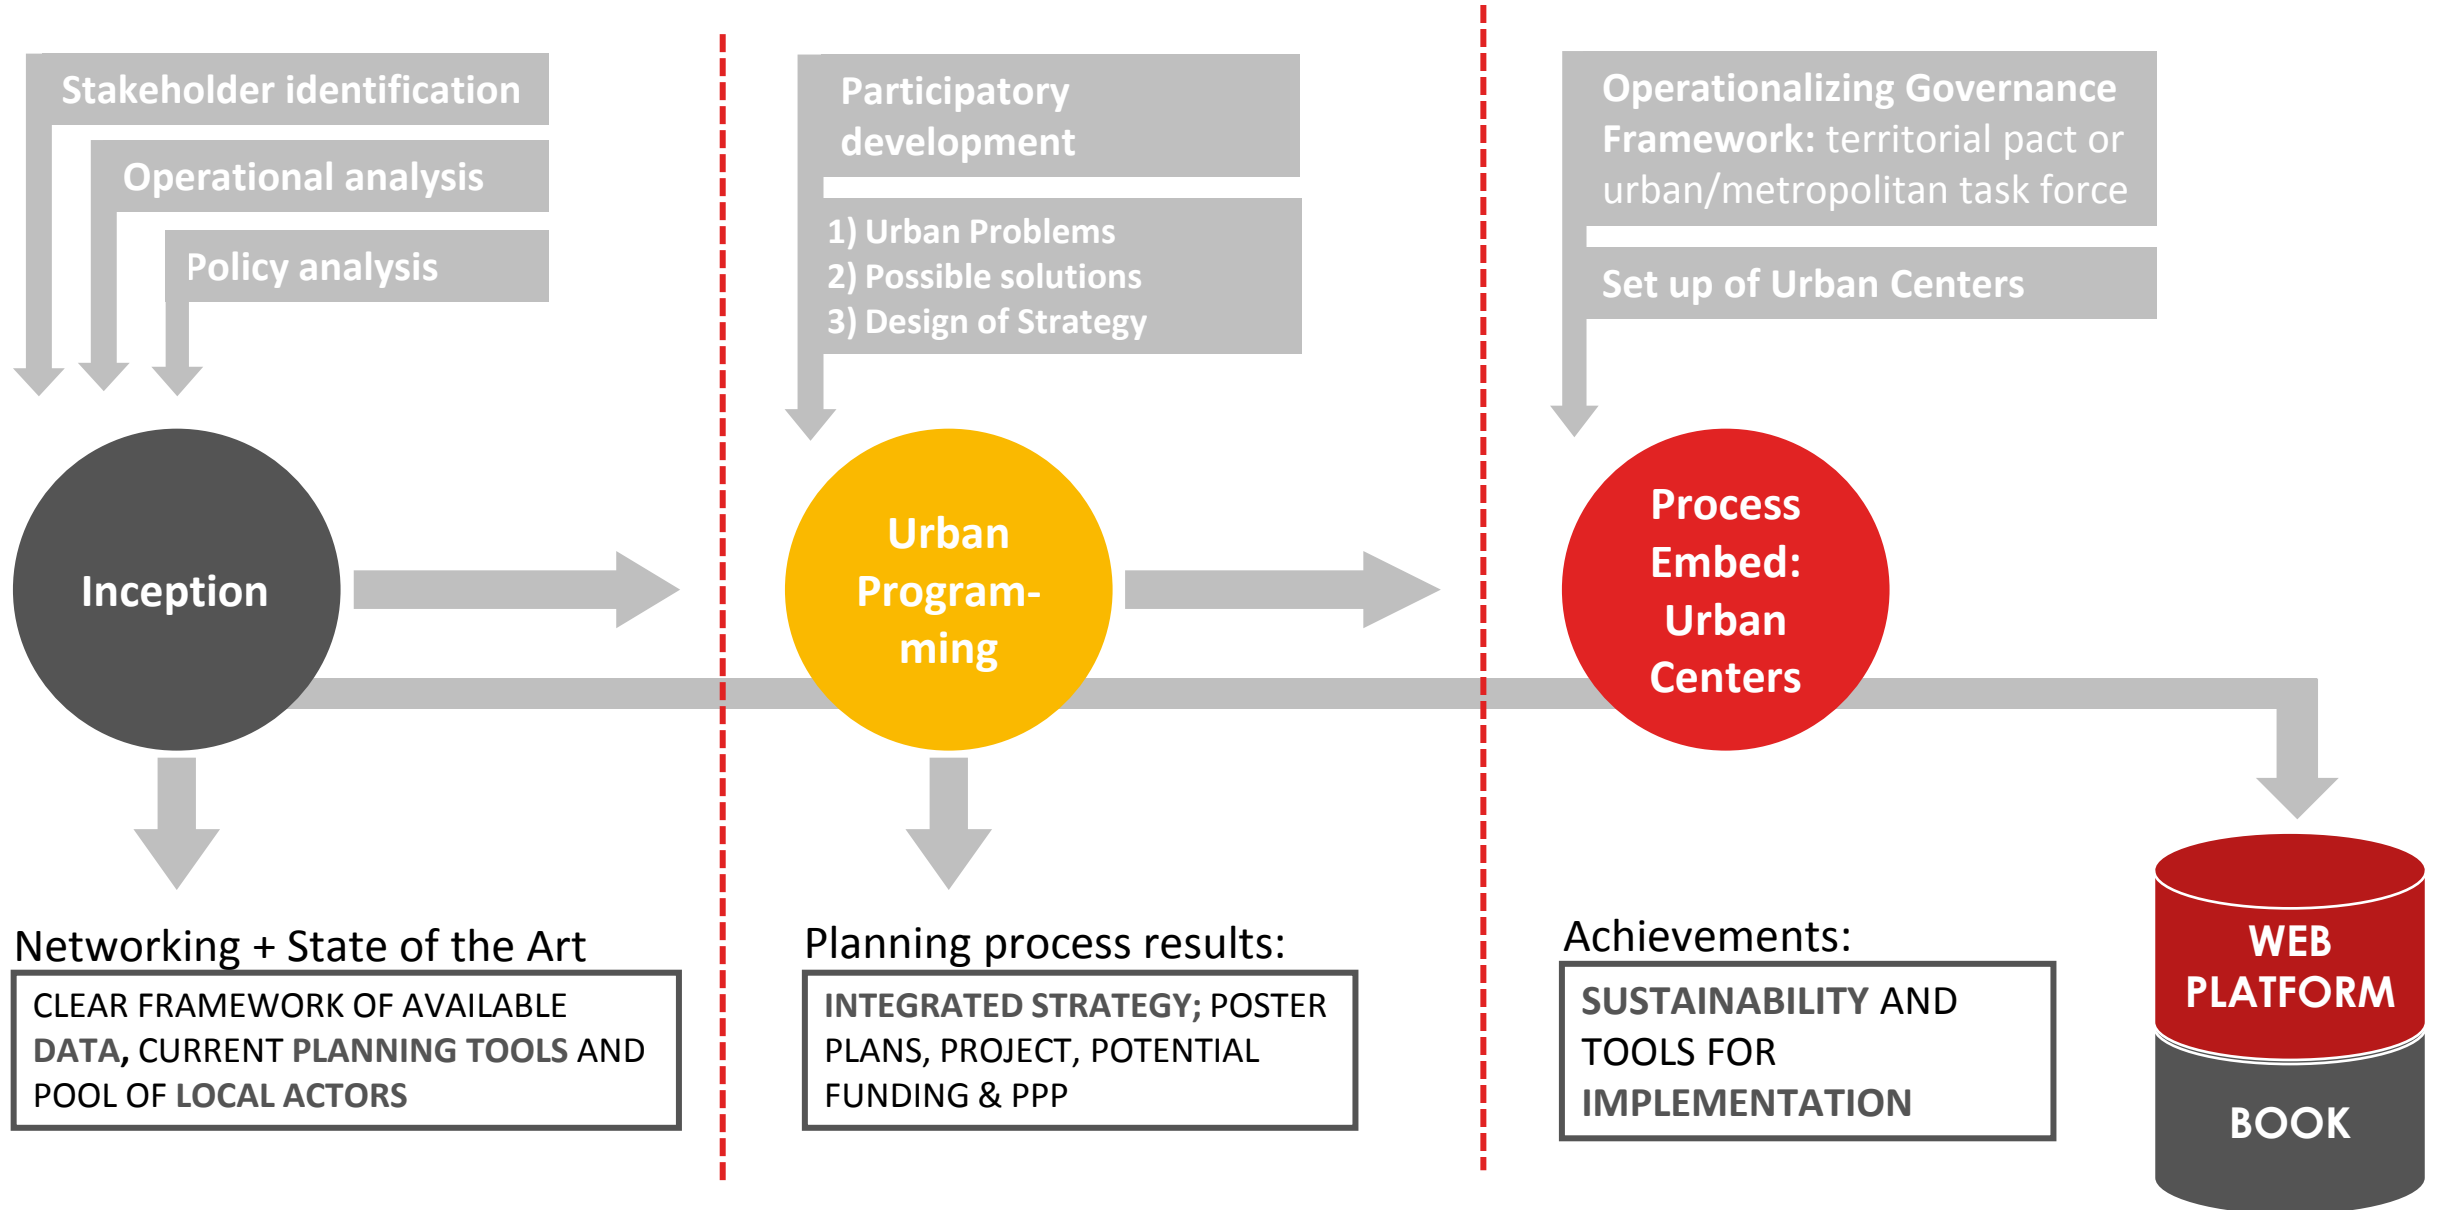 Stakeholder identification
Operational analysis
Policy analysis
Inception
Networking + State of the Art
CLEAR FRAMEWORK OF AVAILABLE
DATA, CURRENT PLANNING TOOLS AND
POOL OF LOCAL ACTORS
Participatory
development
1) Urban Problems
2) Possible solutions
3) Design of Strategy
Urban
Program-
ming
Planning process results:
INTEGRATED STRATEGY; POSTER
PLANS, PROJECT, POTENTIAL
FUNDING & PPP
Operationalizing Governance
Framework: territorial pact or
urban/metropolitan task force
Set up of Urban Centers
Process
Embed:
Urban
Centers
Achievements:
SUSTAINABILITY AND
TOOLS FOR
IMPLEMENTATION
WEB
PLATFORM
BOOK